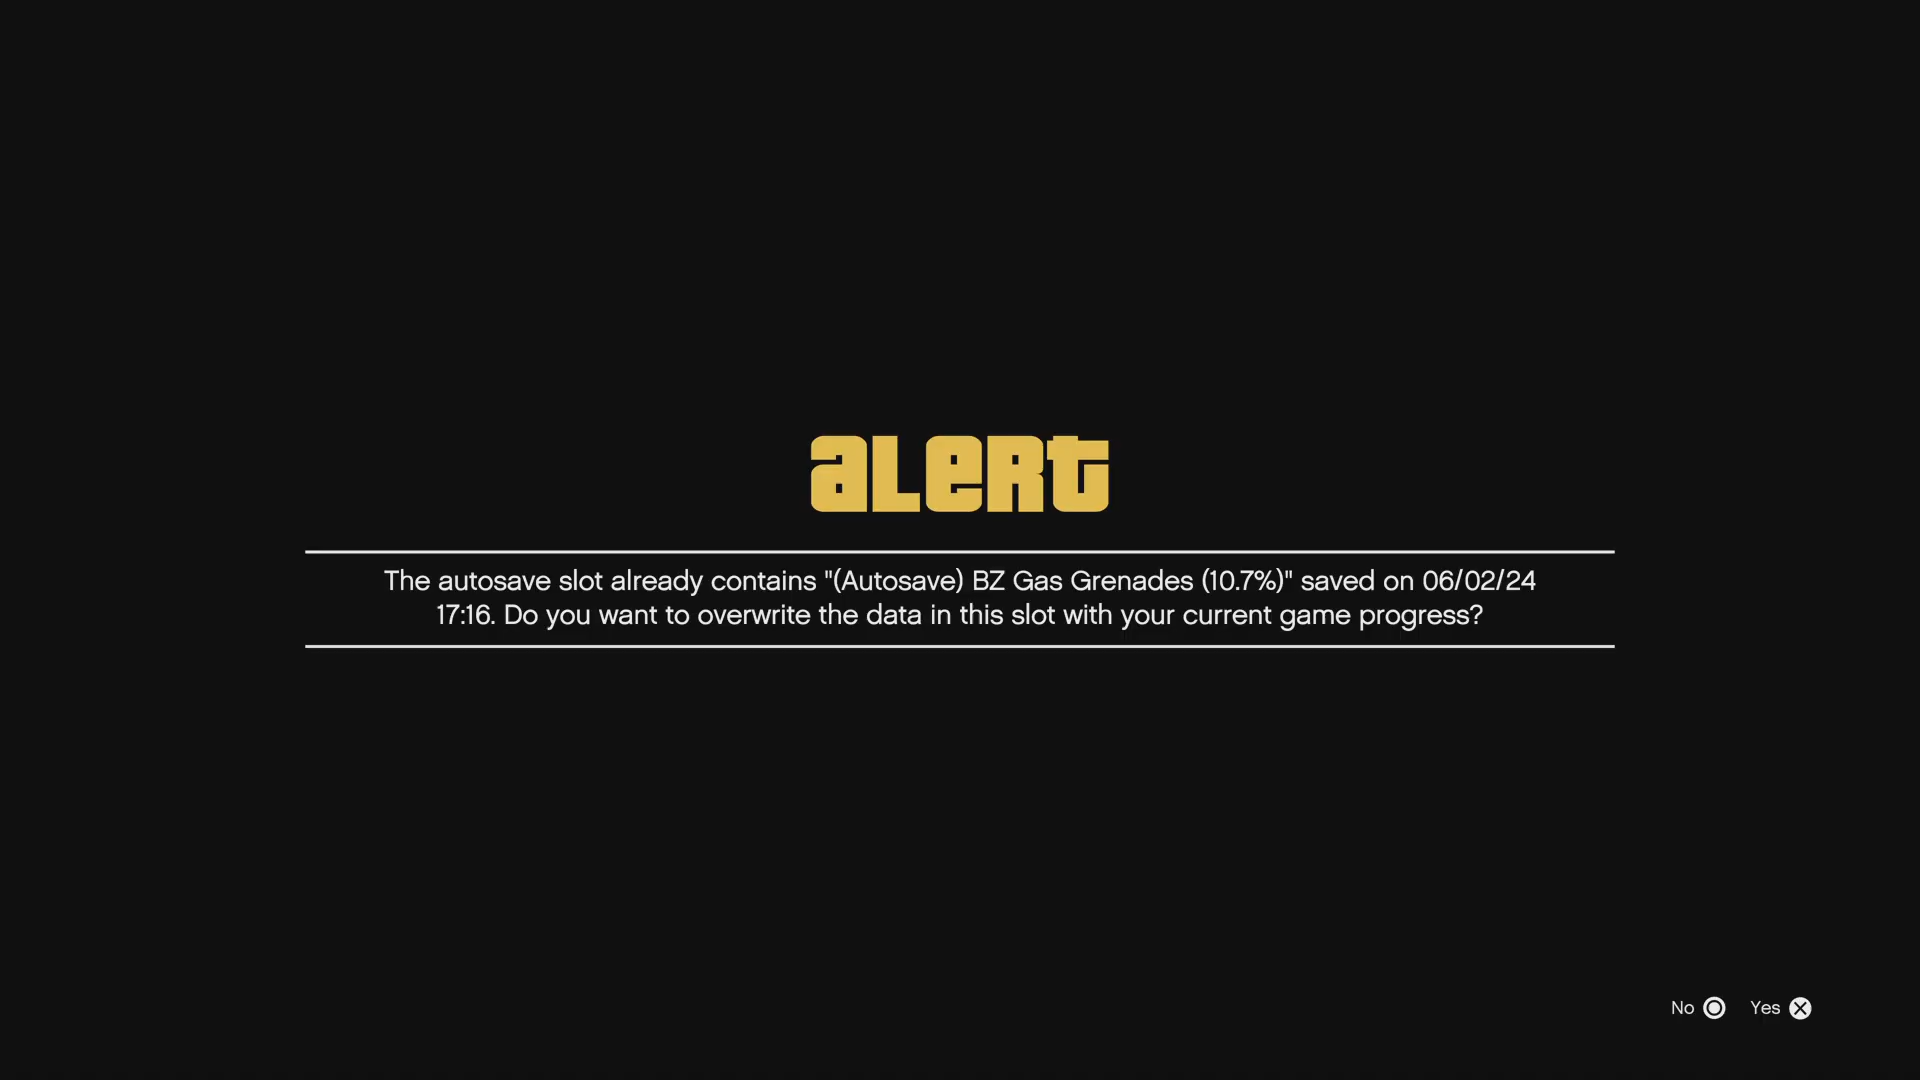 aLeRt
The autosave slot already contains "(Autosave) BZ Gas Grenades (10.7%)" saved on 06/02/24
17:16. Do you want to overwrite the data in this slot with your current game progress?
No Yes